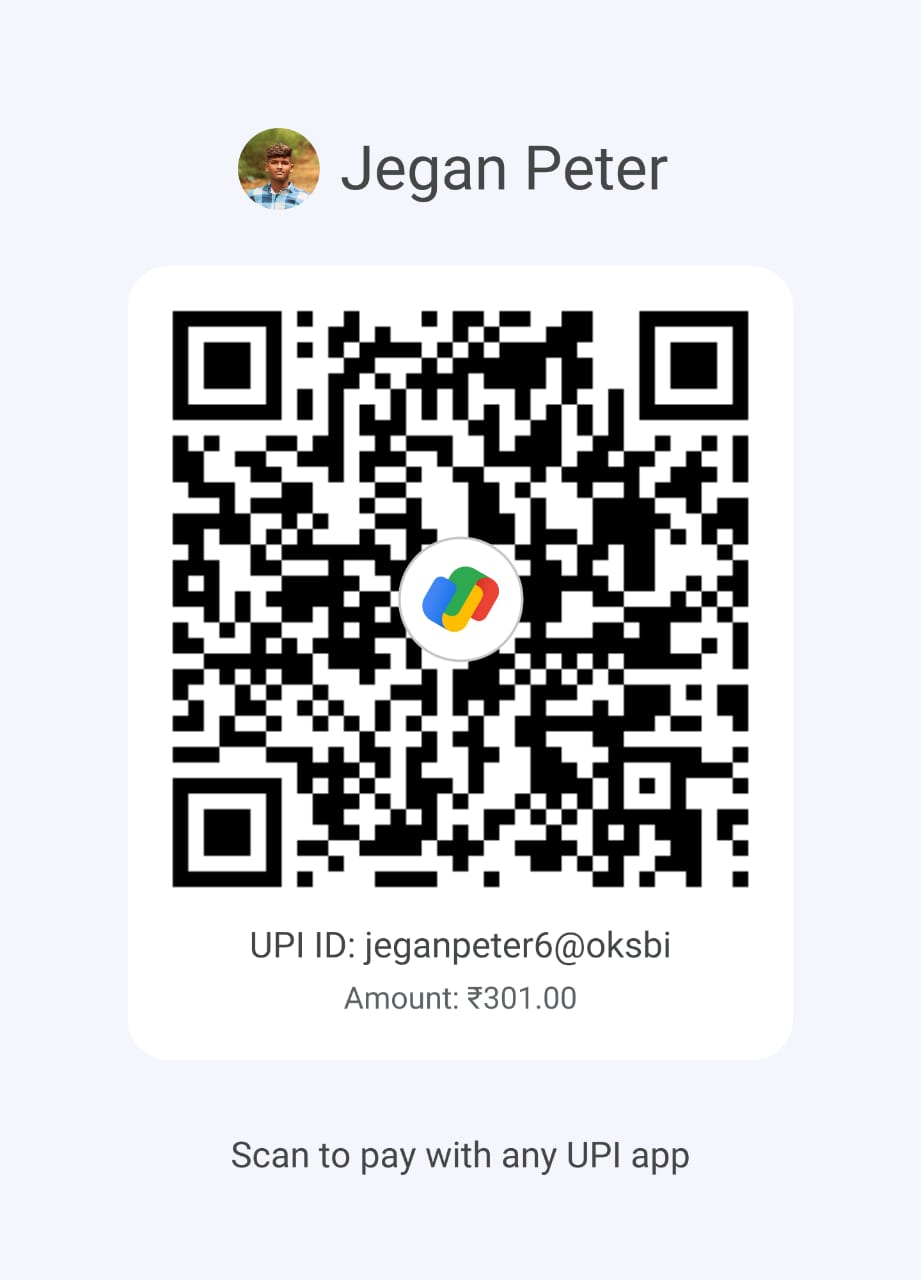 Jegan Peter
UPI ID: jeganpeter6@oksbi
Amount: ₹301.00
Scan to pay with any UPI app